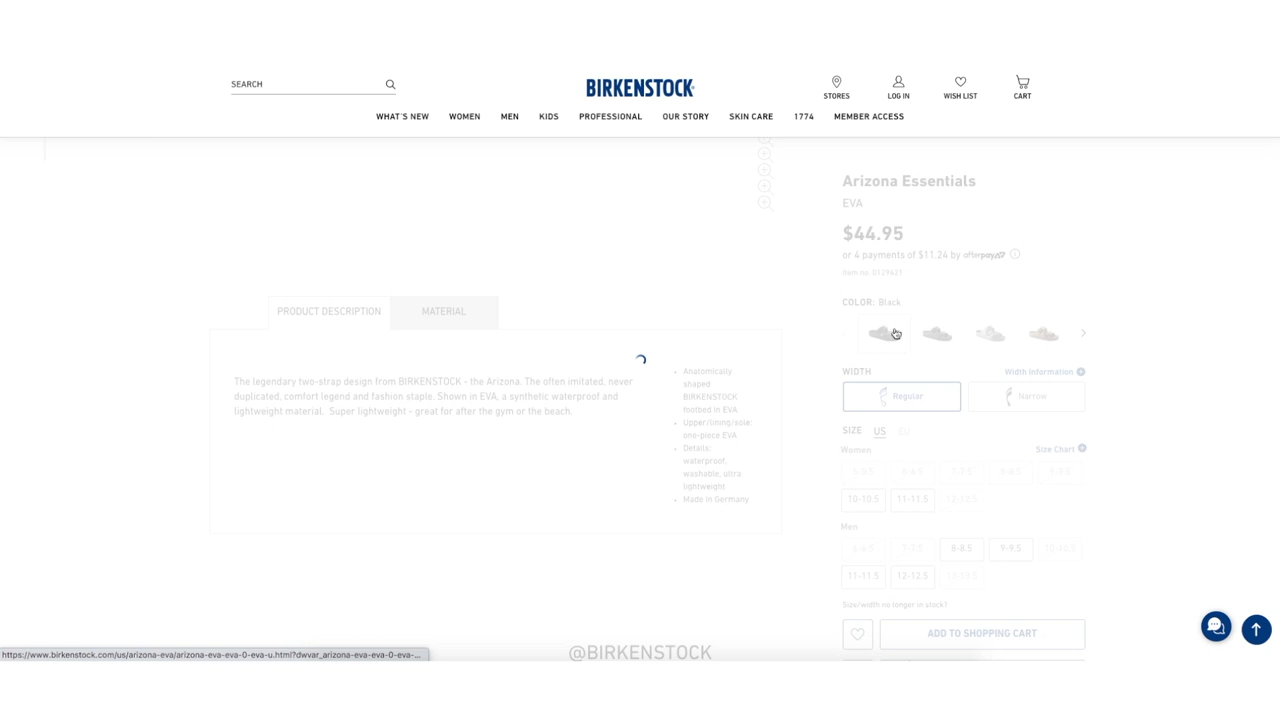 SEARCH
BIRKENSTOCK
STORES
LOG IN
WISH LIST
CART
WHAT'S NEW
WOMEN
MEN
KIDS
PROFESSIONAL
OUR STORY
SKIN CARE
1774
MEMBER ACCESS
Arizona Essentials
EVA
$44.95
or 4 payments of $11.24 by afterpay
Item no.
COLOR: Black
PRODUCT DESCRIPTION
MATERIAL
The legendary two-strap design from BIRKENSTOCK - the Arizona. The often imitated, never
duplicated, comfort legend and fashion staple. Shown in EVA, a synthetic waterproof and
lightweight material. Super lightweight - great for after the gym or the beach.
Anatomically
shaped
BIRKENSTOCK
footbed in EVA
Upper/lining/sole:
one-piece EVA
Details:
waterproof,
washable, ultra
lightweight
Made in Germany
WIDTH
Width Information
Regular
Narrow
SIZE
US
EU
Women
Size Chart
10-10.5
11-11.5
12-12.5
Men
8-8.5
9-9.5
10-10.5
11-11.5
12-12.5
Size/width no longer in stock?
ADD TO SHOPPING CART
@BIRKENSTOCK
https://www.birkenstock.com/us/arizona-eva/arizona-eva-eva-0-eva-u.html?dwvar_arizona-eva-eva-0-eva-...